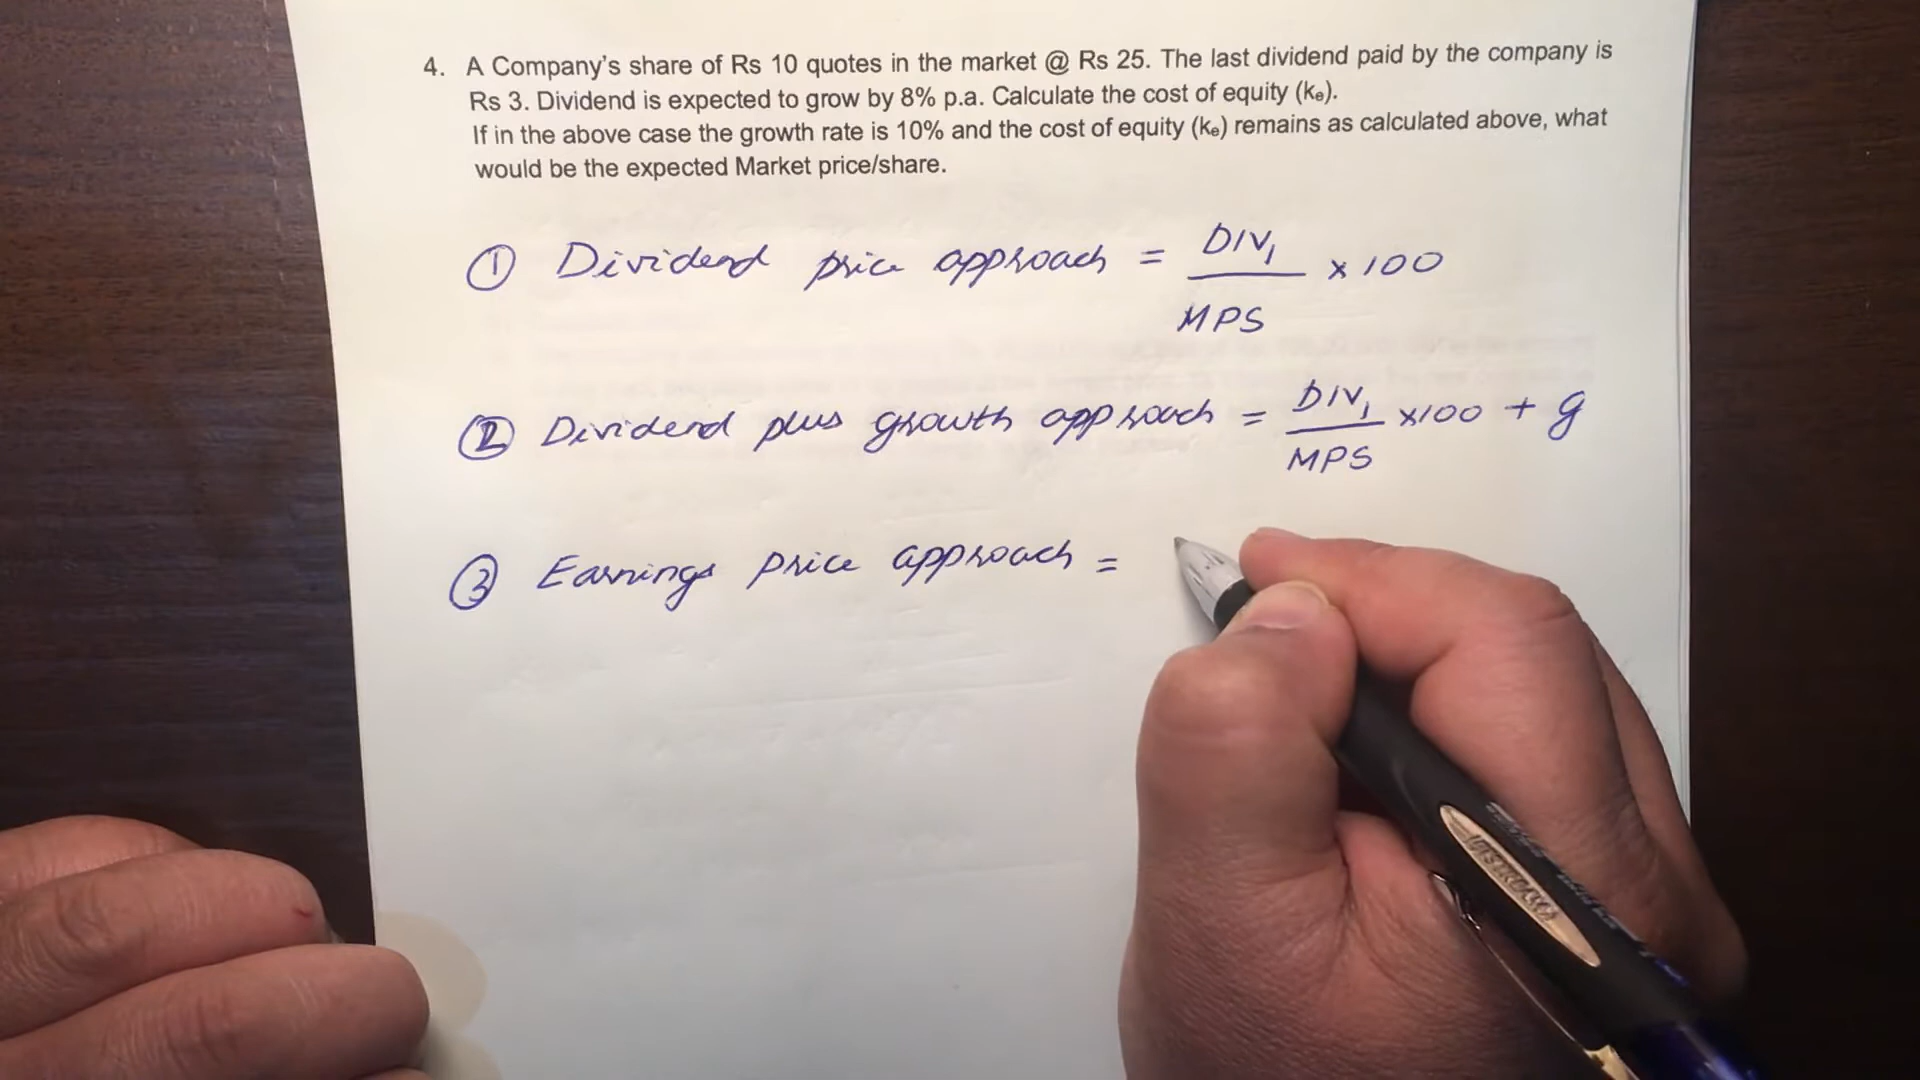 4. A Company's share of Rs 10 quotes in the market @ Rs 25. The last dividend paid by the company is
Rs 3. Dividend is expected to grow by 8% p.a. Calculate the cost of equity (kₑ).
If in the above case the growth rate is 10% and the cost of equity (kₑ) remains as calculated above, what
would be the expected Market price/share.
① Dividend price approach = DIV₁ / MPS × 100
② Dividend plus growth approach = DIV₁ / MPS ×100 + g
③ Earnings price approach =